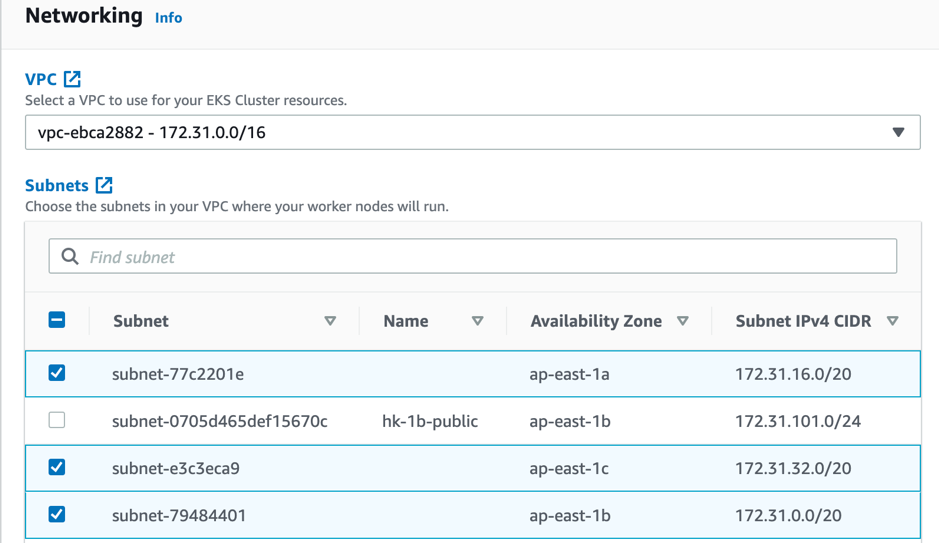 Networking Info
VPC
Select a VPC to use for your EKS Cluster resources.
vpc-ebca2882 - 172.31.0.0/16
Subnets
Choose the subnets in your VPC where your worker nodes will run.
Find subnet
Subnet Name Availability Zone Subnet IPv4 CIDR
subnet-77c2201e ap-east-1a 172.31.16.0/20
subnet-0705d465def15670c hk-1b-public ap-east-1b 172.31.101.0/24
subnet-e3c3eca9 ap-east-1c 172.31.32.0/20
subnet-79484401 ap-east-1b 172.31.0.0/20